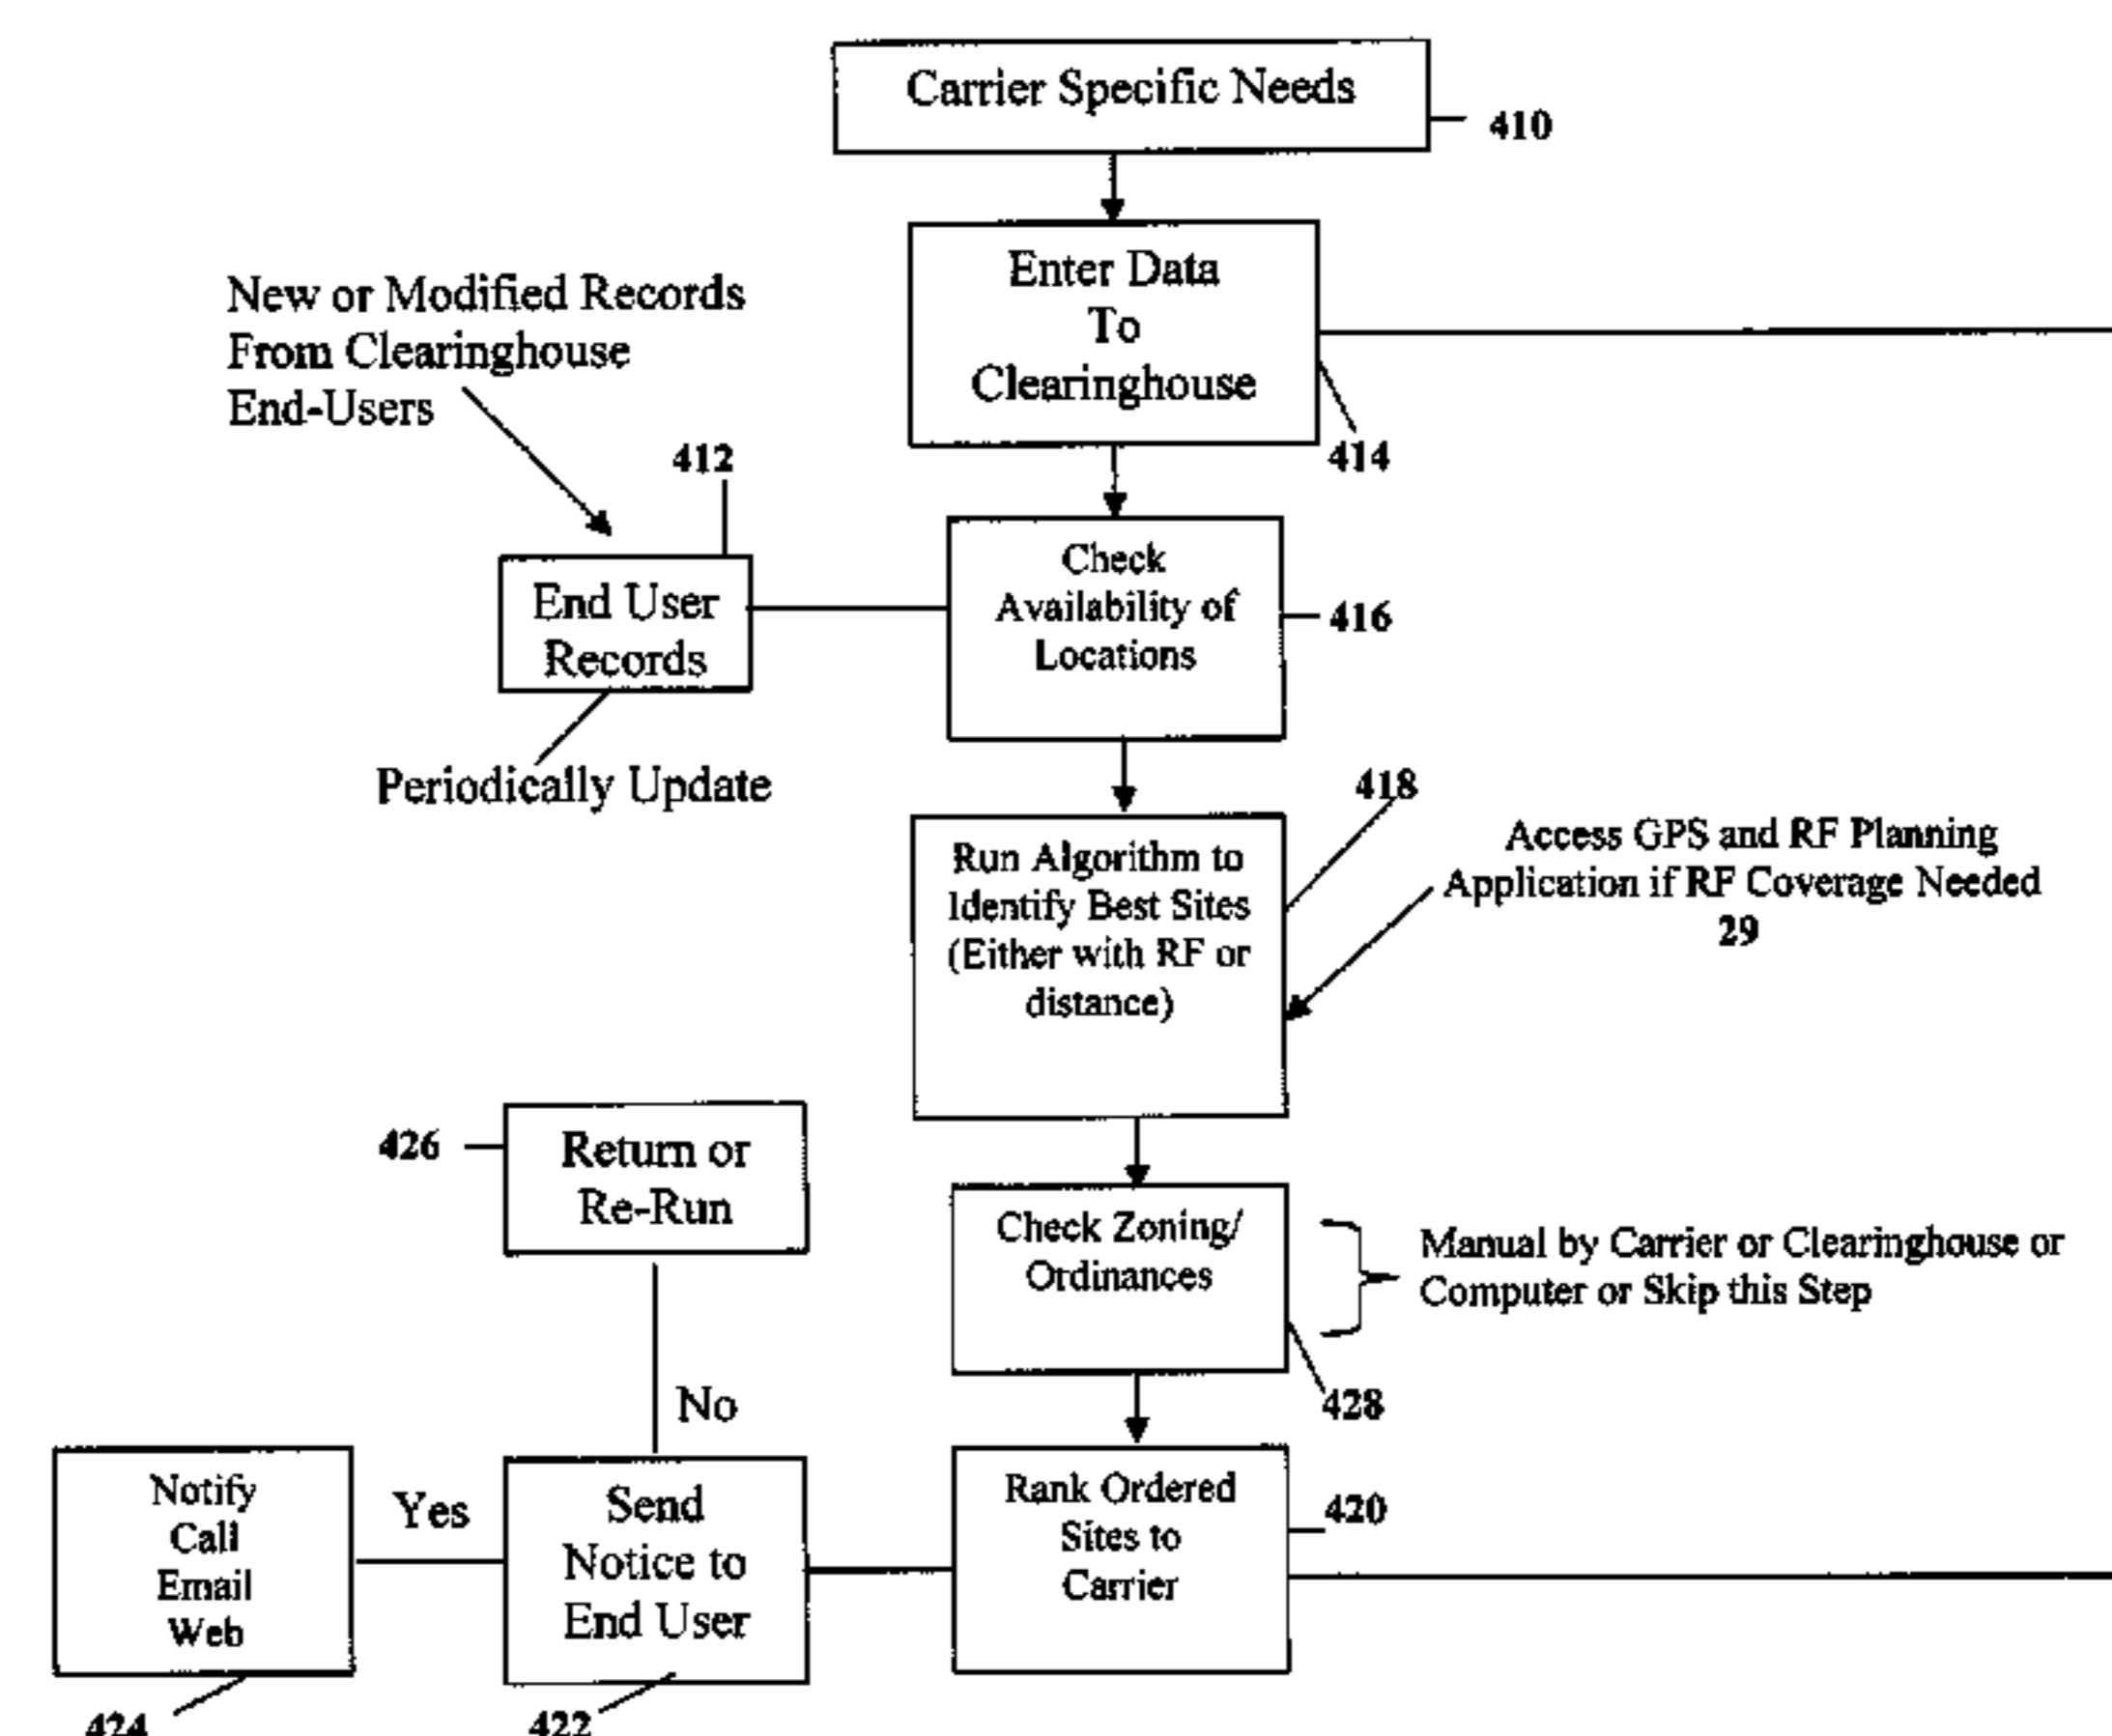 Carrier Specific Needs
410
Enter Data
To
Clearinghouse
414
New or Modified Records
From Clearinghouse
End-Users
412
End User
Records
Periodically Update
Check
Availability of
Locations
416
418
Run Algorithm to
Identify Best Sites
(Either with RF or
distance)
Access GPS and RF Planning
Application if RF Coverage Needed
29
426
Return or
Re-Run
Check Zoning/
Ordinances
Manual by Carrier or Clearinghouse or
Computer or Skip this Step
428
No
Notify
Call
Email
Web
Yes
Send
Notice to
End User
Rank Ordered
Sites to
Carrier
420
424
422